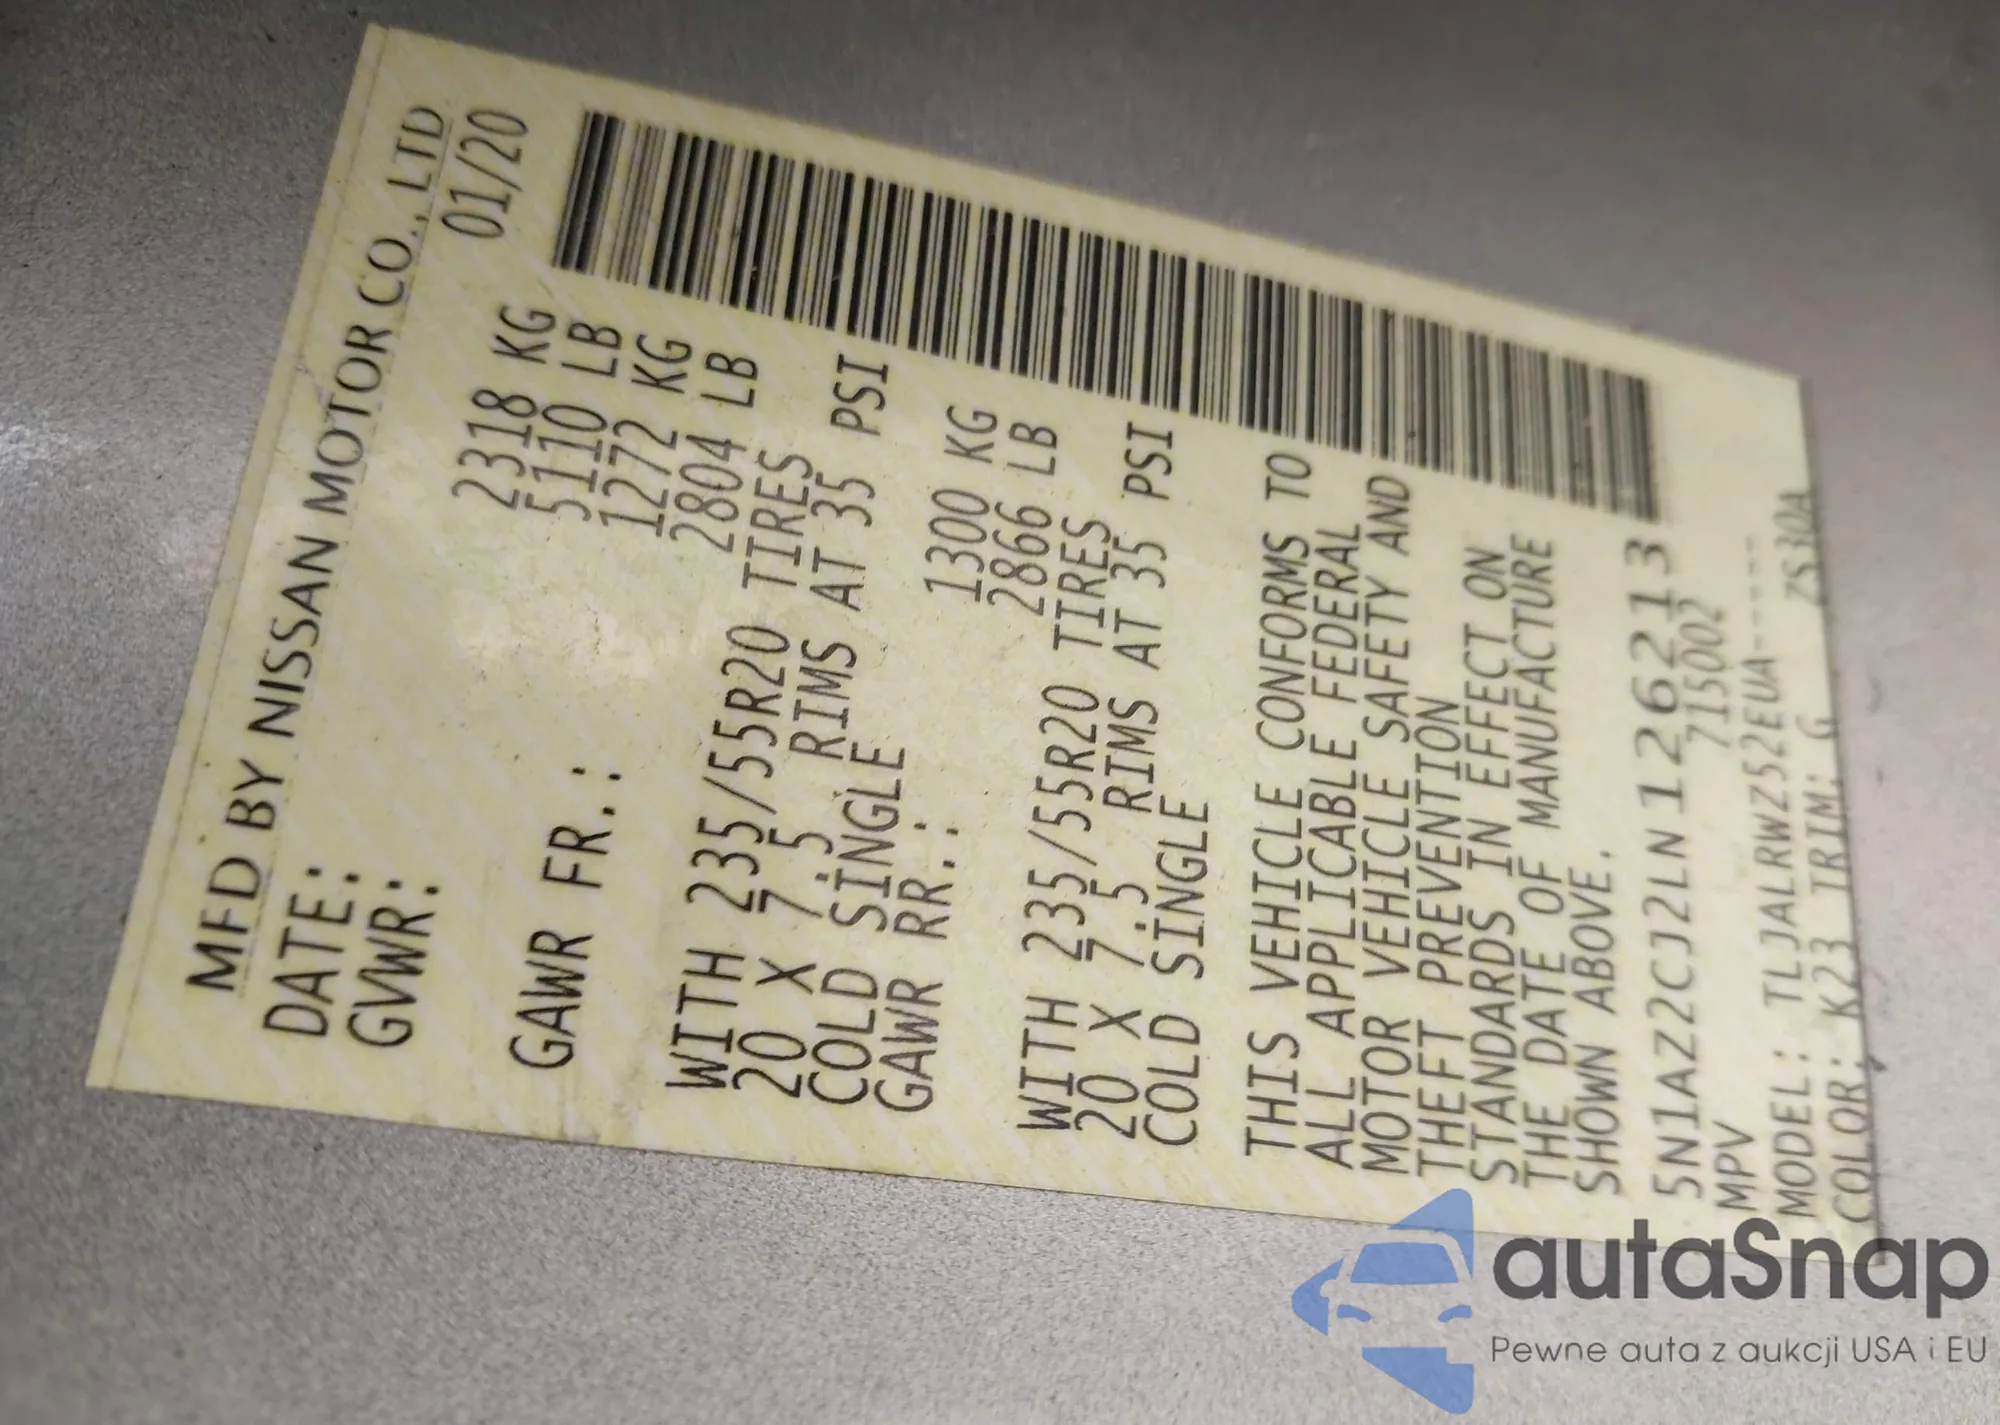 MFD BY NISSAN MOTOR CO., LTD
DATE: 01/20
GVWR: 2318 KG
5110 LB
GAWR FR.: 1272 KG
2804 LB
WITH 235/55R20 TIRES
20 X 7.5 RIMS AT 35 PSI
COLD SINGLE
GAWR RR.: 1300 KG
2866 LB
WITH 235/55R20 TIRES
20 X 7.5 RIMS AT 35 PSI
COLD SINGLE
THIS VEHICLE CONFORMS TO
ALL APPLICABLE FEDERAL
MOTOR VEHICLE SAFETY AND
THEFT PREVENTION
STANDARDS IN EFFECT ON
THE DATE OF MANUFACTURE
SHOWN ABOVE.
5N1AZ2CJ2LN126213
MPV 715002
MODEL: TLJALRWZ52EUA-----
COLOR: K23 TRIM: G ZS30A
autaSnap
Pewne auta z aukcji USA i EU